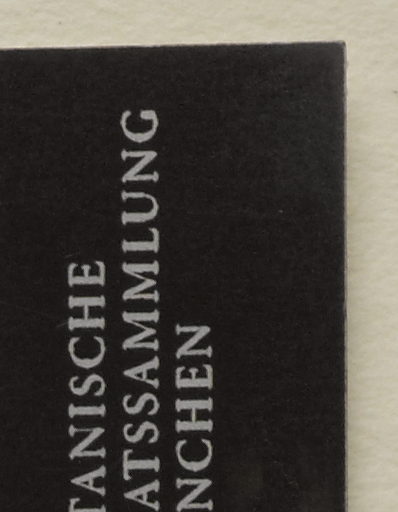 TANISCHE
ATSSAMMLUNG
NCHEN